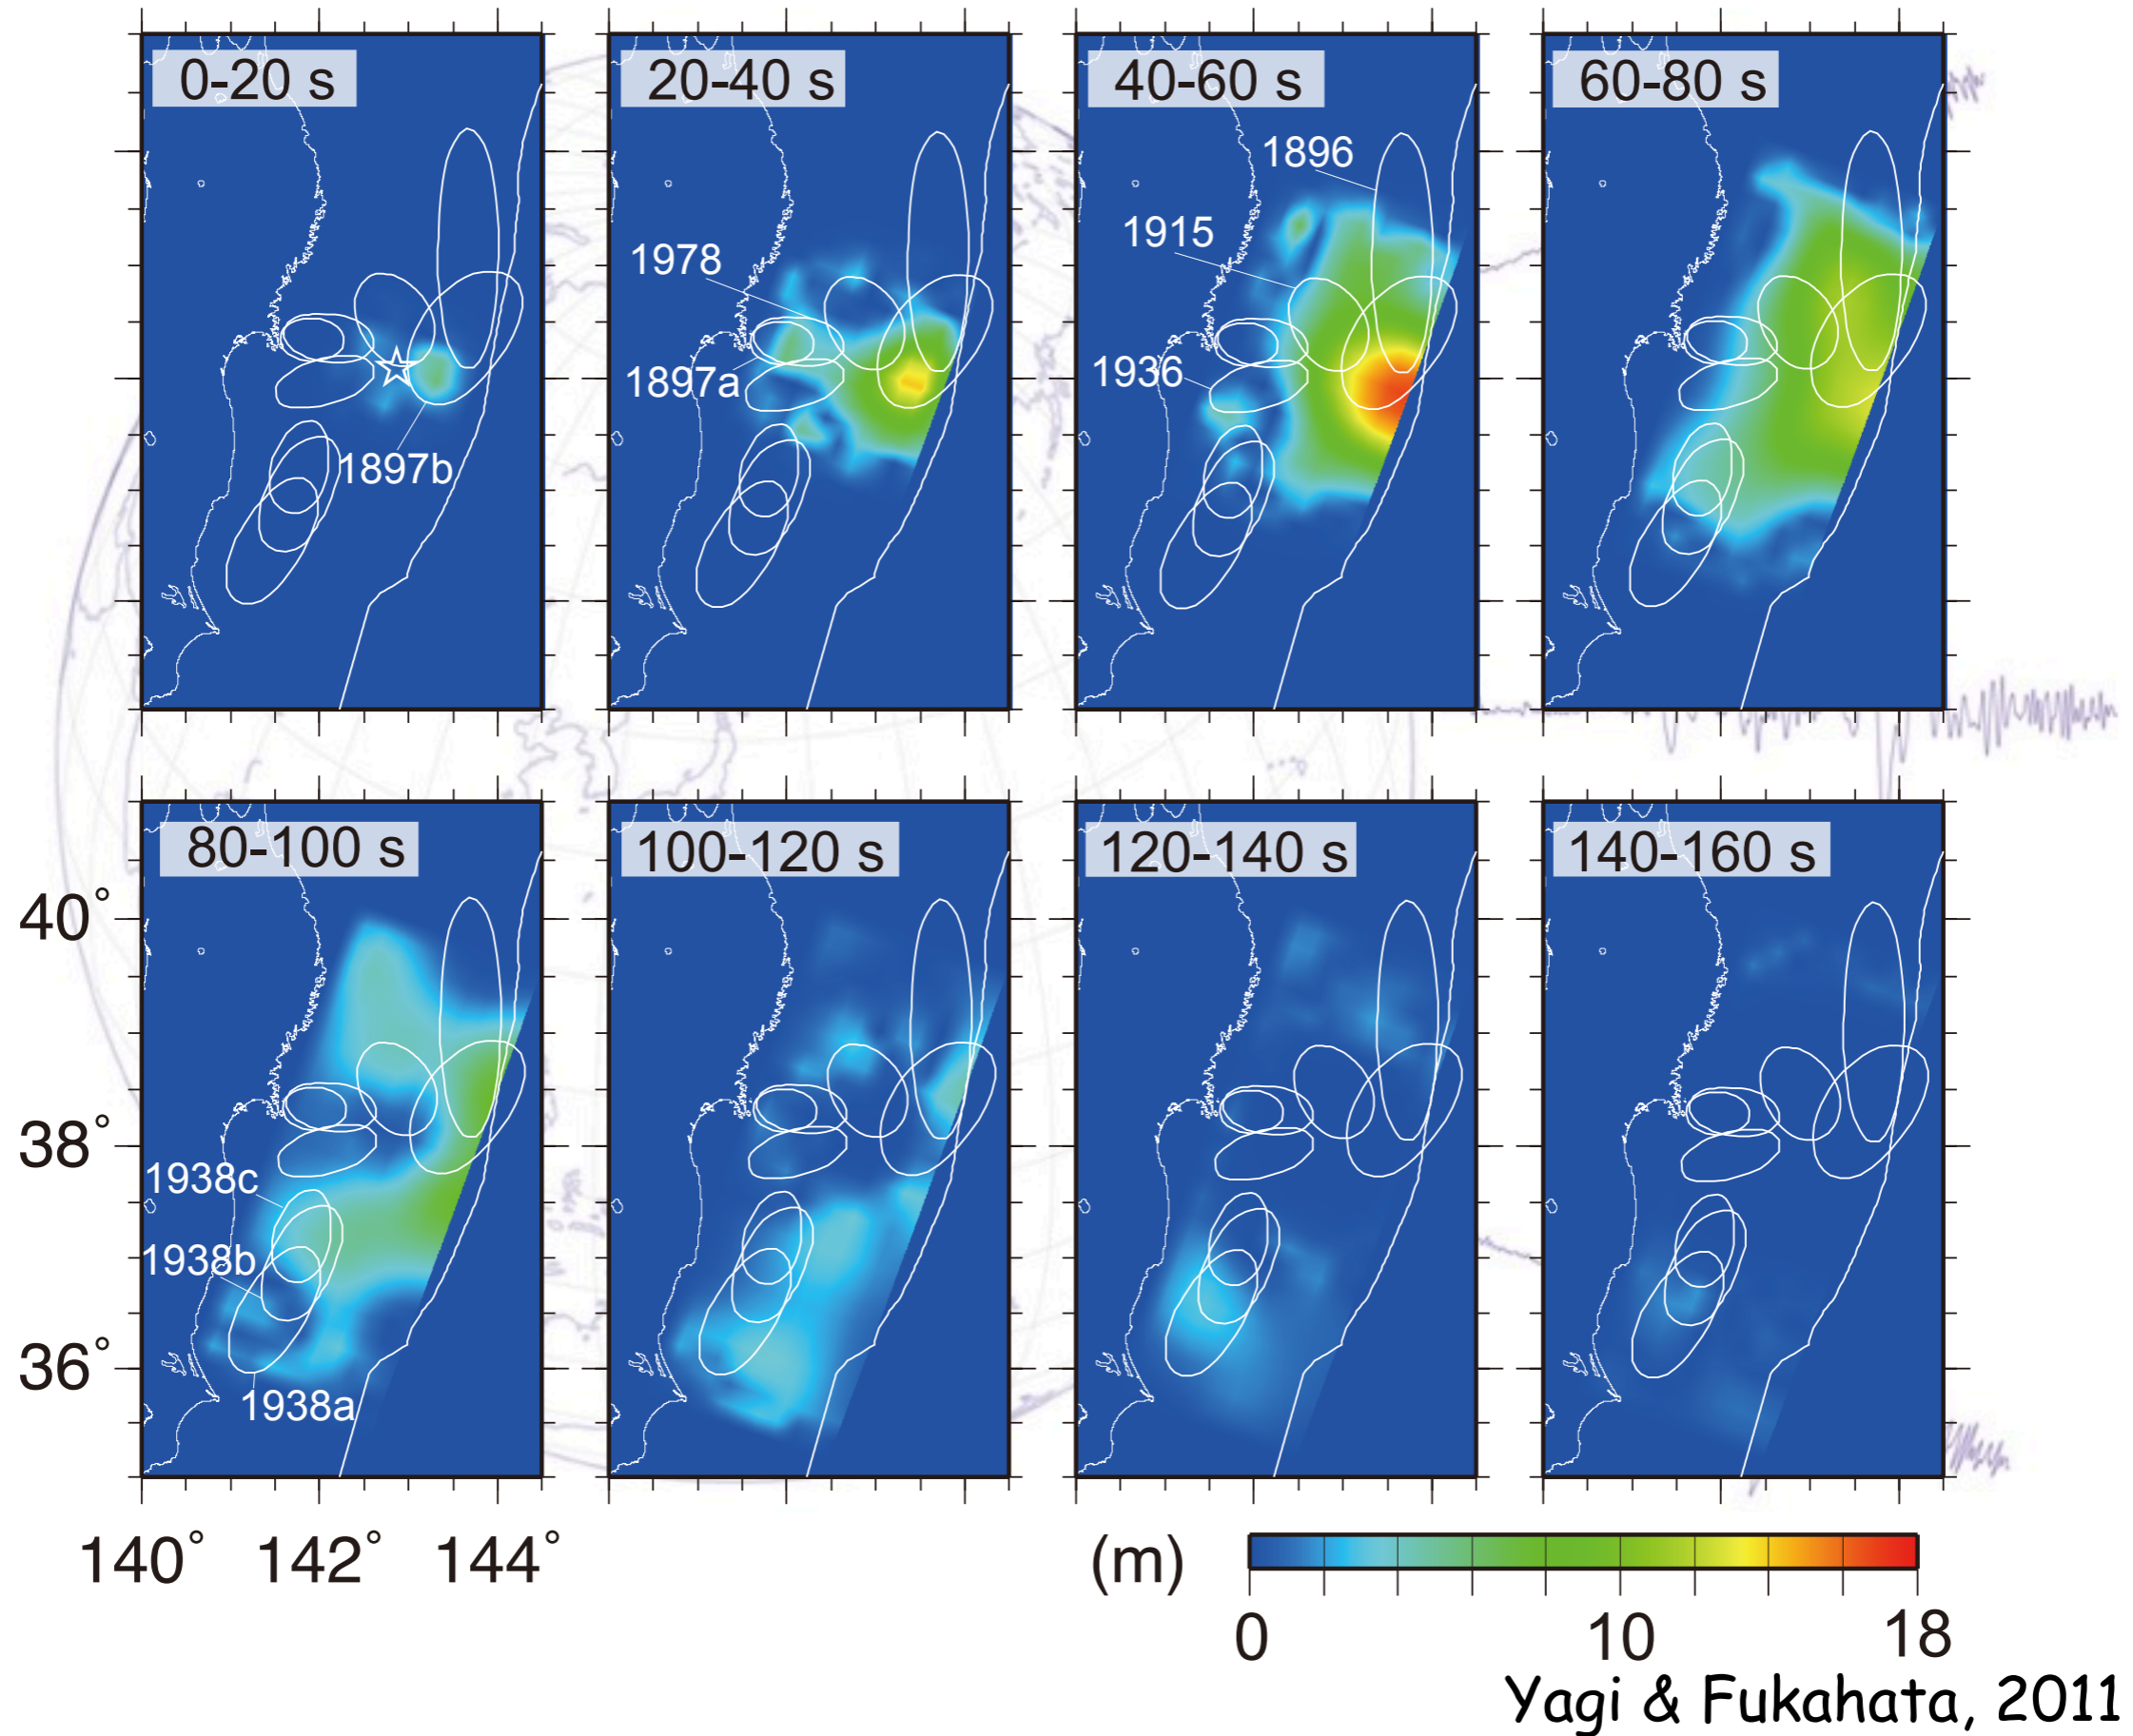 0-20 s
20-40 s
40-60 s
60-80 s
1896
1915
1978
1936
1897a
1897b
80-100 s
100-120 s
120-140 s
140-160 s
40°
38°
1938c
1938b
36°
1938a
140° 142° 144°
(m)
0 10 18
Yagi & Fukahata, 2011